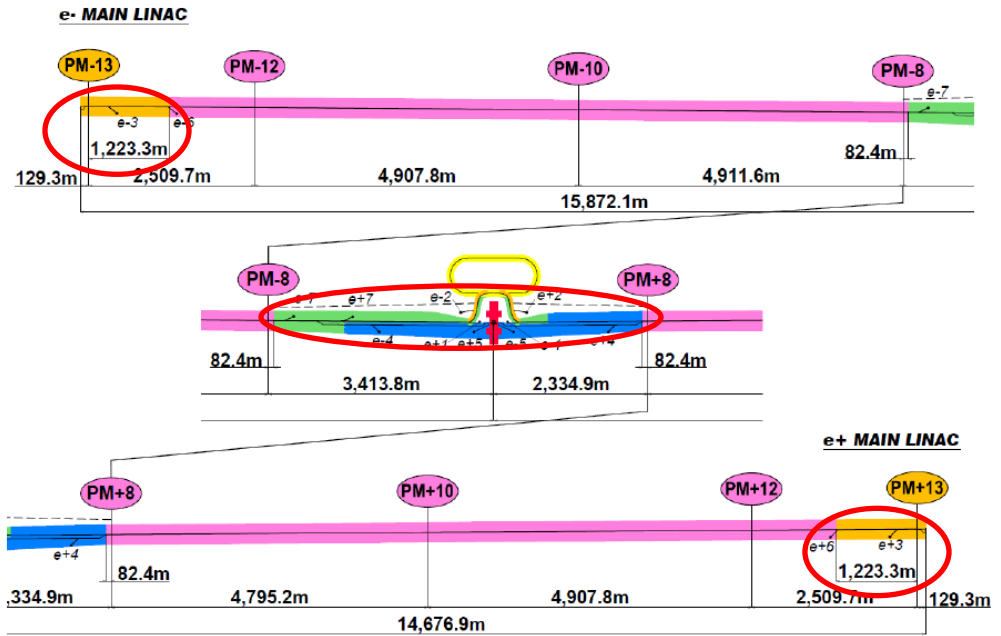 e- MAIN LINAC
PM-13
PM-12
PM-10
PM-8
e-7
e-3
e-6
1,223.3m
82.4m
129.3m
2,509.7m
4,907.8m
4,911.6m
15,872.1m
PM-8
PM+8
e-7
e+7
e-2
e+2
e-4
e+1
e+5
e-5
e-1
e+4
82.4m
82.4m
3,413.8m
2,334.9m
e+ MAIN LINAC
PM+8
PM+10
PM+12
PM+13
e+4
e+6
e+3
82.4m
1,223.3m
,334.9m
4,795.2m
4,907.8m
2,509.7m
129.3m
14,676.9m